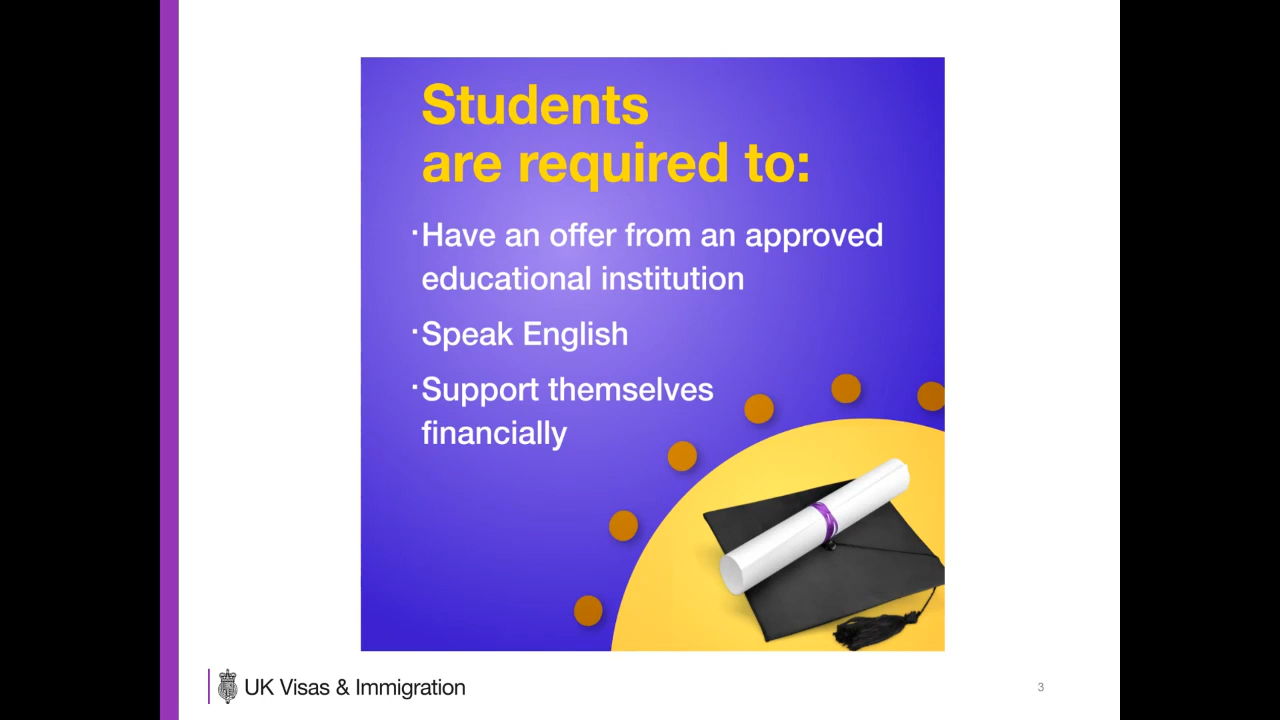 Students
are required to:
·Have an offer from an approved
educational institution
·Speak English
·Support themselves
financially
UK Visas & Immigration
3